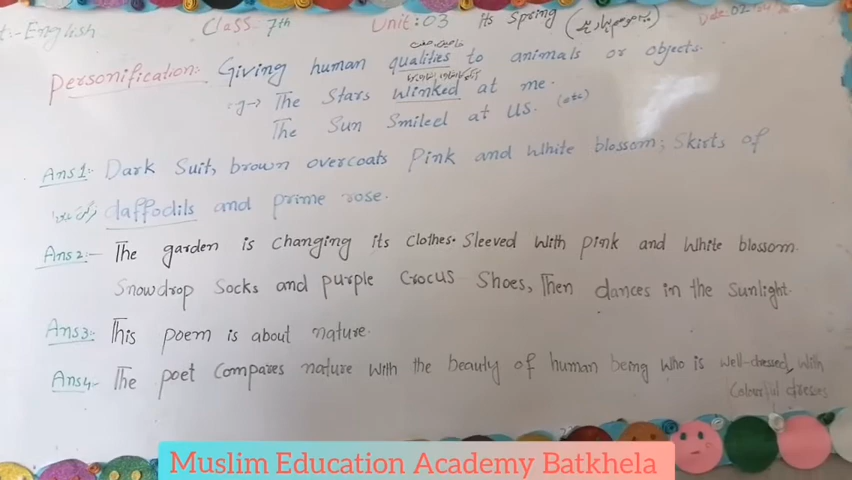 t:-English Class:- 7th Unit: 03 its spring Date 02
Personification:- Giving human qualities to animals or objects.
e.g→ The Stars winked at me.
The Sun Smiled at us. (etc)
Ans1:- Dark Suit, brown overcoats Pink and White blossom; Skirts of
daffodils and prime rose.
Ans2:- The garden is changing its clothes. Sleeved with pink and white blossom.
Snowdrop Socks and purple Crocus Shoes, Then dances in the Sunlight.
Ans3:- This poem is about nature.
Ans4:- The poet Compares nature with the beauty of human being who is well-dressed, with
Colourful dresses
Muslim Education Academy Batkhela